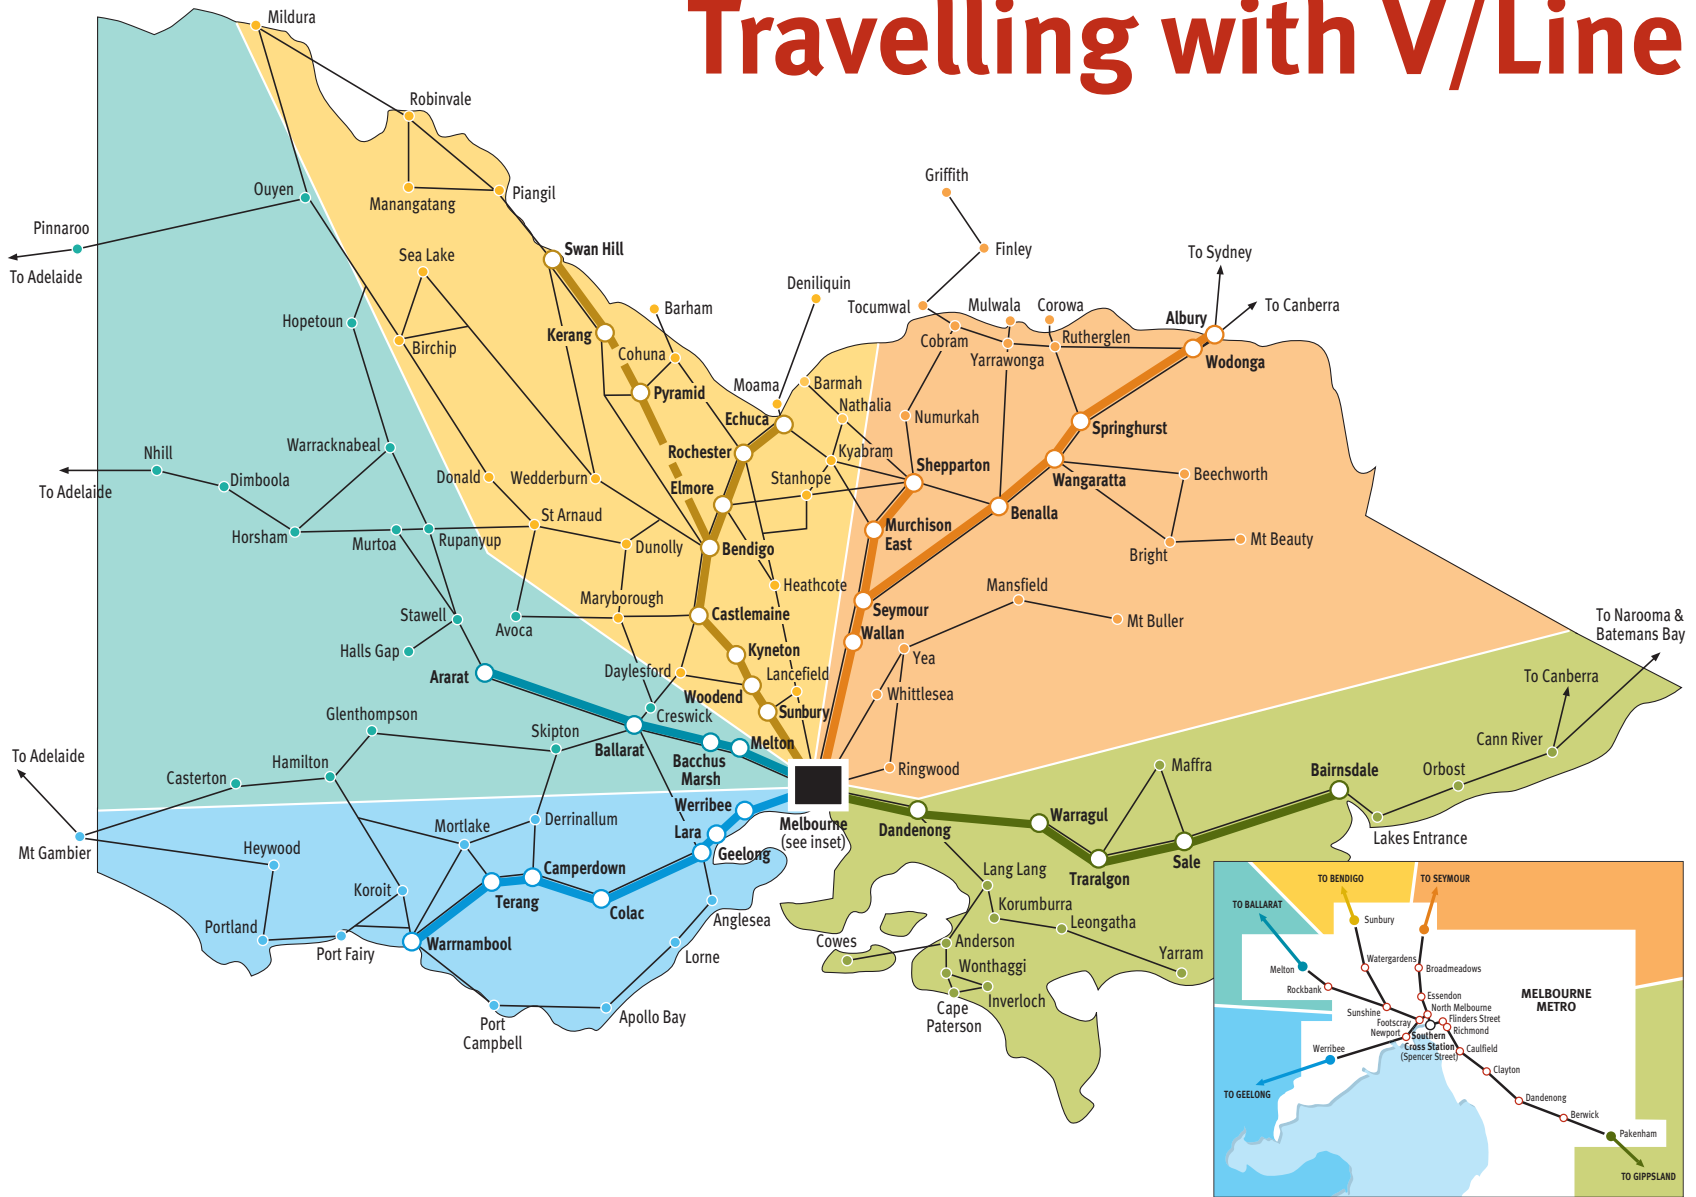 Travelling with V/Line
Mildura
Robinvale
Ouyen
Manangatang
Piangil
Pinnaroo
To Adelaide
Swan Hill
Sea Lake
Barham
Deniliquin
Griffith
Finley
Tocumwal
Mulwala
Corowa
To Sydney
To Canberra
Albury
Wodonga
Hopetoun
Birchip
Kerang
Cohuna
Pyramid
Moama
Echuca
Barmah
Nathalia
Cobram
Yarrawonga
Rutherglen
Numurkah
Springhurst
Nhill
To Adelaide
Dimboola
Warracknabeal
Donald
Wedderburn
Rochester
Elmore
Kyabram
Stanhope
Shepparton
Wangaratta
Beechworth
Horsham
Murtoa
Rupanyup
St Arnaud
Dunolly
Bendigo
Murchison
East
Benalla
Bright
Mt Beauty
Heathcote
Maryborough
Castlemaine
Seymour
Mansfield
Mt Buller
Stawell
Avoca
Halls Gap
Ararat
Daylesford
Kyneton
Lancefield
Woodend
Sunbury
Wallan
Yea
Whittlesea
To Narooma &
Batemans Bay
To Canberra
Glenthompson
Skipton
Creswick
Ballarat
Bacchus
Marsh
Melton
Ringwood
Maffra
Bairnsdale
Cann River
Orbost
To Adelaide
Casterton
Hamilton
Werribee
Lara
Geelong
Melbourne
(see inset)
Dandenong
Warragul
Traralgon
Sale
Lakes Entrance
Mt Gambier
Heywood
Mortlake
Derrinallum
Camperdown
Koroit
Terang
Colac
Anglesea
Lang Lang
Korumburra
Leongatha
Portland
Port Fairy
Warrnambool
Lorne
Cowes
Anderson
Wonthaggi
Yarram
Port
Campbell
Apollo Bay
Cape
Paterson
Inverloch
TO BENDIGO
TO SEYMOUR
TO BALLARAT
Sunbury
Melton
Watergardens
Broadmeadows
Rockbank
Essendon
MELBOURNE
METRO
Sunshine
North Melbourne
Footscray
Flinders Street
Newport
Richmond
Southern
Cross Station
(Spencer Street)
Werribee
Caulfield
Clayton
TO GEELONG
Dandenong
Berwick
Pakenham
TO GIPPSLAND